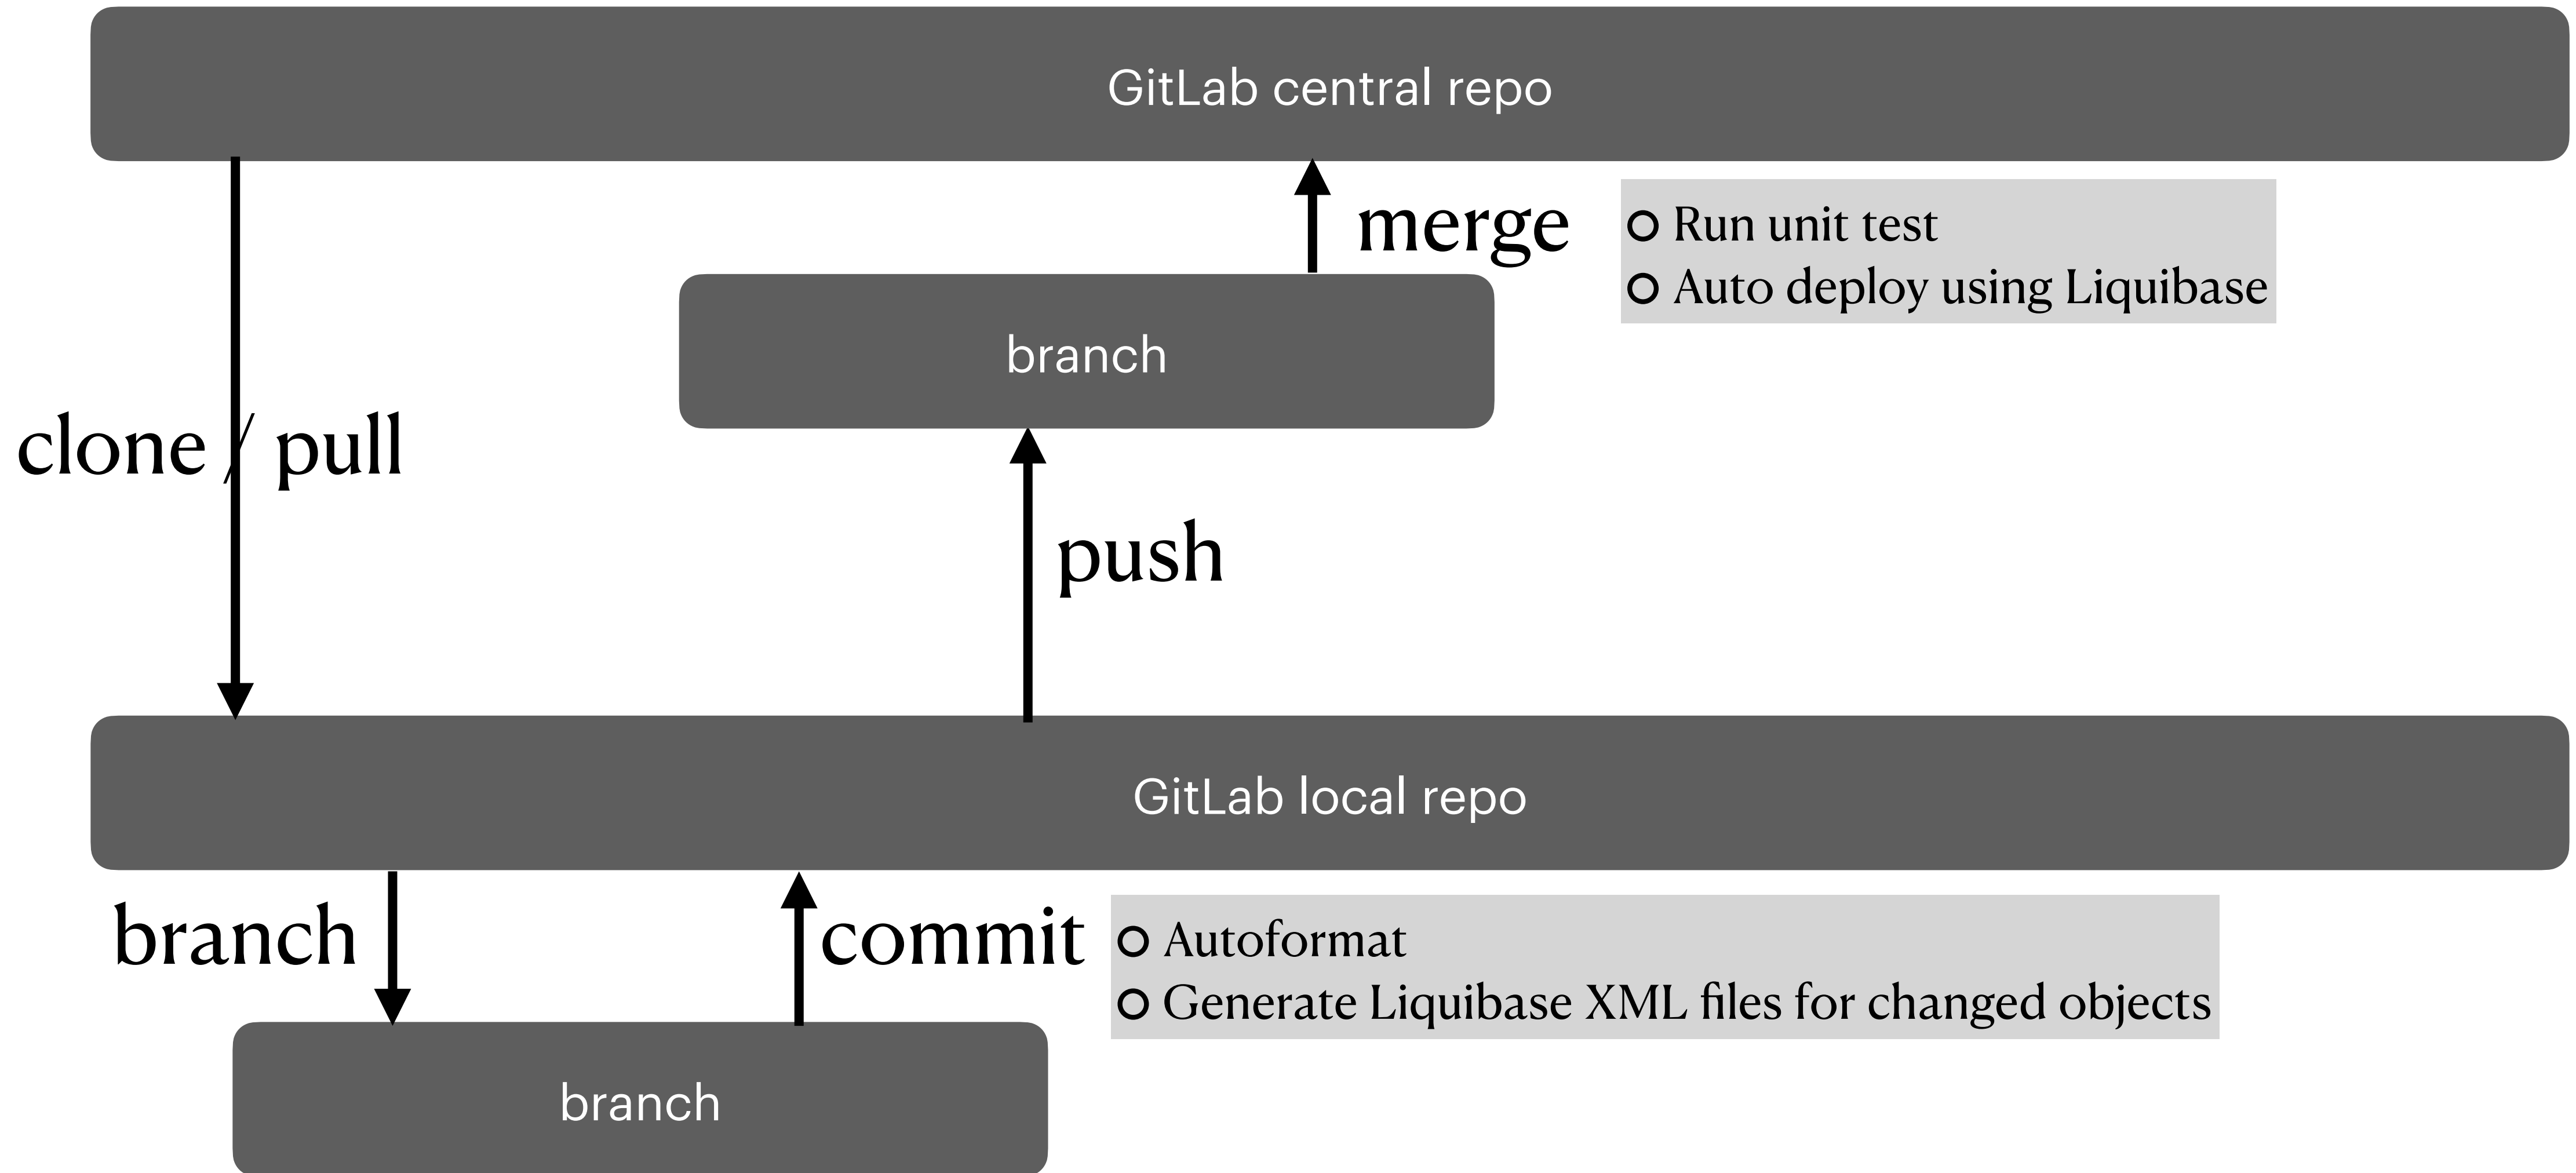 GitLab central repo
merge
Run unit test
Auto deploy using Liquibase
branch
clone / pull
push
GitLab local repo
branch
commit
Autoformat
Generate Liquibase XML files for changed objects
branch